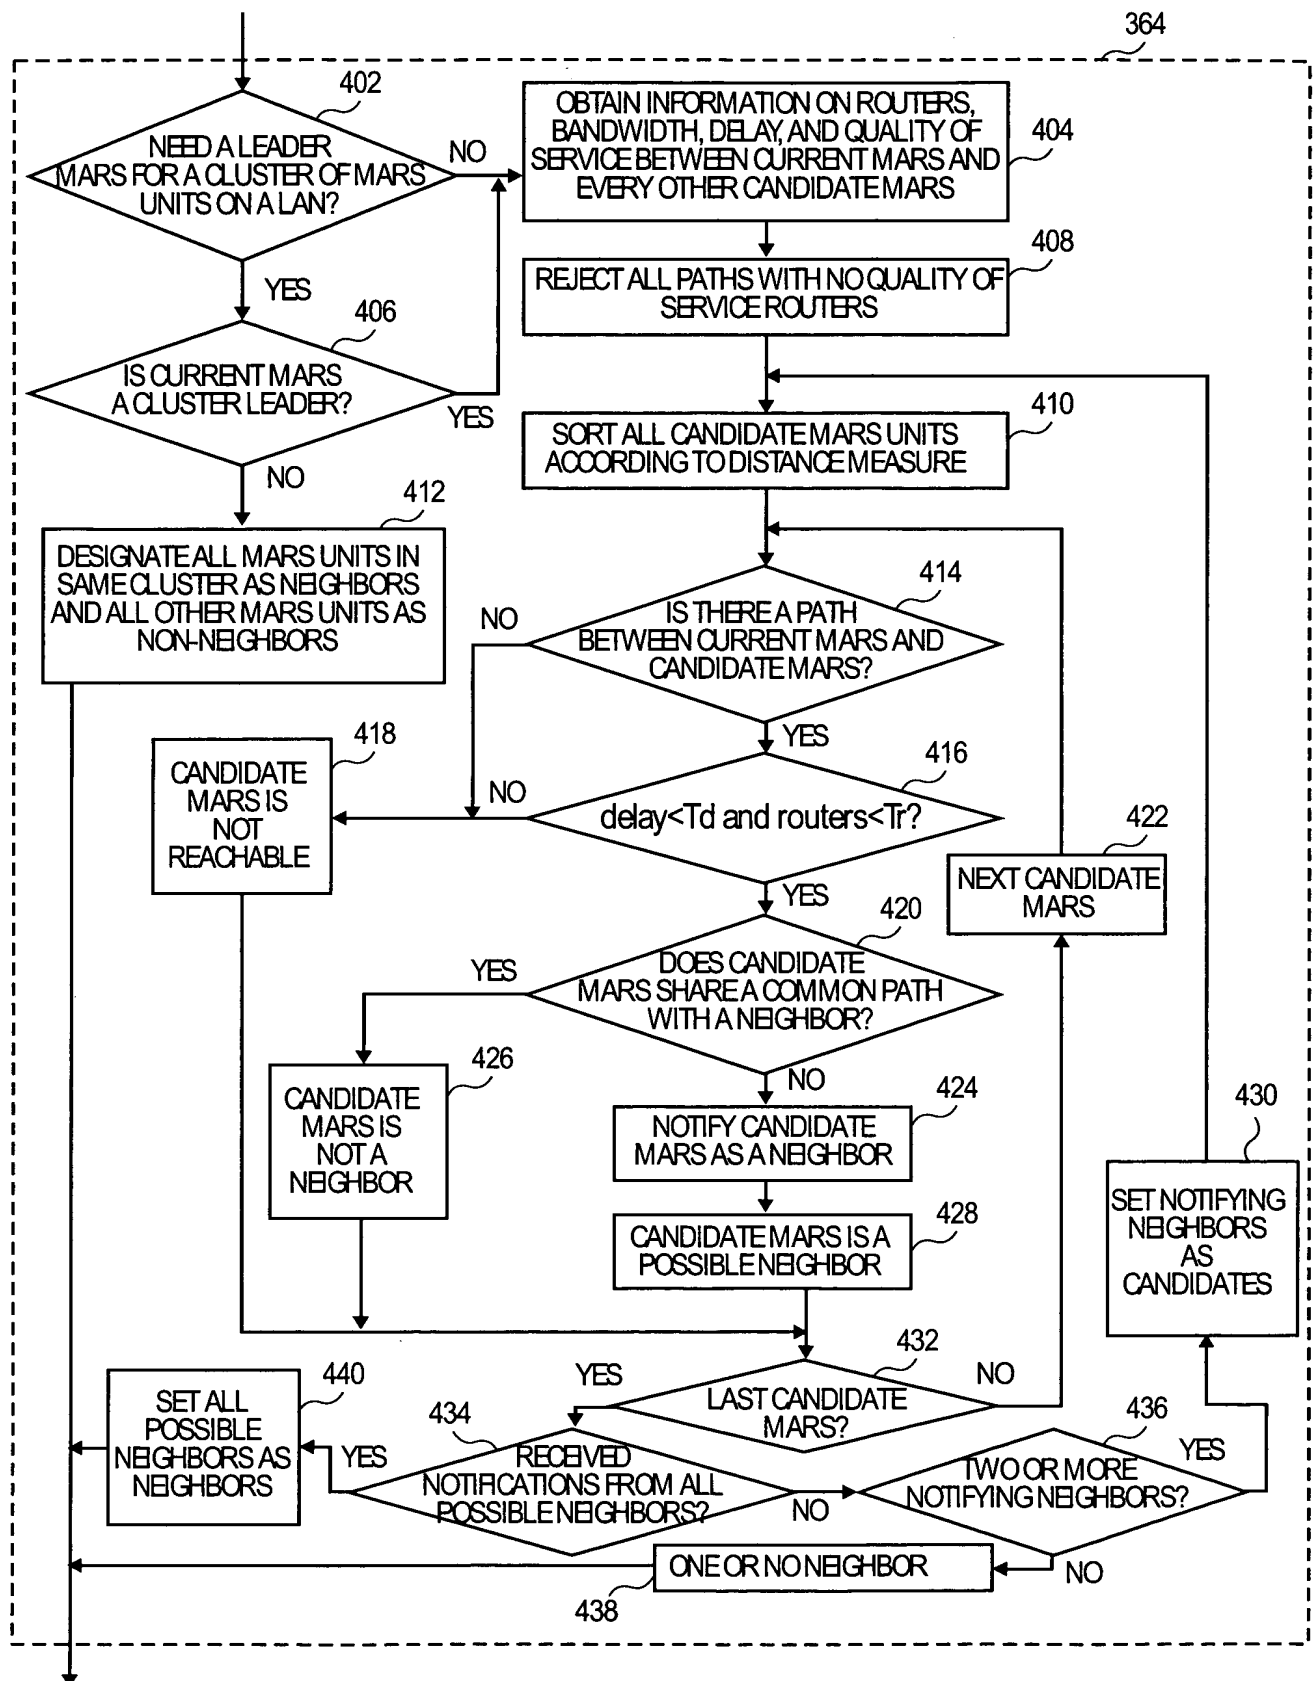 364
402
NEED A LEADER
MARS FOR A CLUSTER OF MARS
UNITS ON A LAN?
NO
YES
404
OBTAIN INFORMATION ON ROUTERS,
BANDWIDTH, DELAY, AND QUALITY OF
SERVICE BETWEEN CURRENT MARS AND
EVERY OTHER CANDIDATE MARS
406
IS CURRENT MARS
A CLUSTER LEADER?
YES
NO
408
REJECT ALL PATHS WITH NO QUALITY OF
SERVICE ROUTERS
410
SORT ALL CANDIDATE MARS UNITS
ACCORDING TO DISTANCE MEASURE
412
DESIGNATE ALL MARS UNITS IN
SAME CLUSTER AS NEIGHBORS
AND ALL OTHER MARS UNITS AS
NON-NEIGHBORS
414
IS THERE A PATH
BETWEEN CURRENT MARS AND
CANDIDATE MARS?
NO
YES
416
delay<Td and routers<Tr?
NO
YES
418
CANDIDATE
MARS IS
NOT
REACHABLE
420
DOES CANDIDATE
MARS SHARE A COMMON PATH
WITH A NEIGHBOR?
YES
NO
422
NEXT CANDIDATE
MARS
424
NOTIFY CANDIDATE
MARS AS A NEIGHBOR
426
CANDIDATE
MARS IS
NOT A
NEIGHBOR
428
CANDIDATE MARS IS A
POSSIBLE NEIGHBOR
430
SET NOTIFYING
NEIGHBORS
AS
CANDIDATES
432
LAST CANDIDATE
MARS?
YES
NO
434
RECEIVED
NOTIFICATIONS FROM ALL
POSSIBLE NEIGHBORS?
YES
NO
436
TWO OR MORE
NOTIFYING NEIGHBORS?
YES
NO
440
SET ALL
POSSIBLE
NEIGHBORS AS
NEIGHBORS
438
ONE OR NO NEIGHBOR